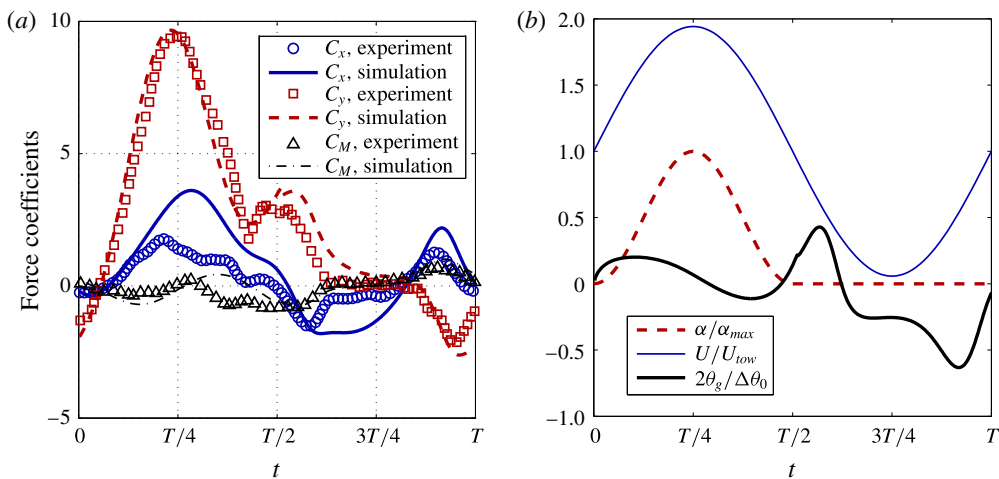 (a)
10
5
0
−5
Force coefficients
C_x, experiment
C_x, simulation
C_y, experiment
C_y, simulation
C_M, experiment
C_M, simulation
0 T/4 T/2 3T/4 T
t
(b)
2.0
1.5
1.0
0.5
0
−0.5
−1.0
α/α_max
U/U_tow
2θ_g/Δθ_0
0 T/4 T/2 3T/4 T
t